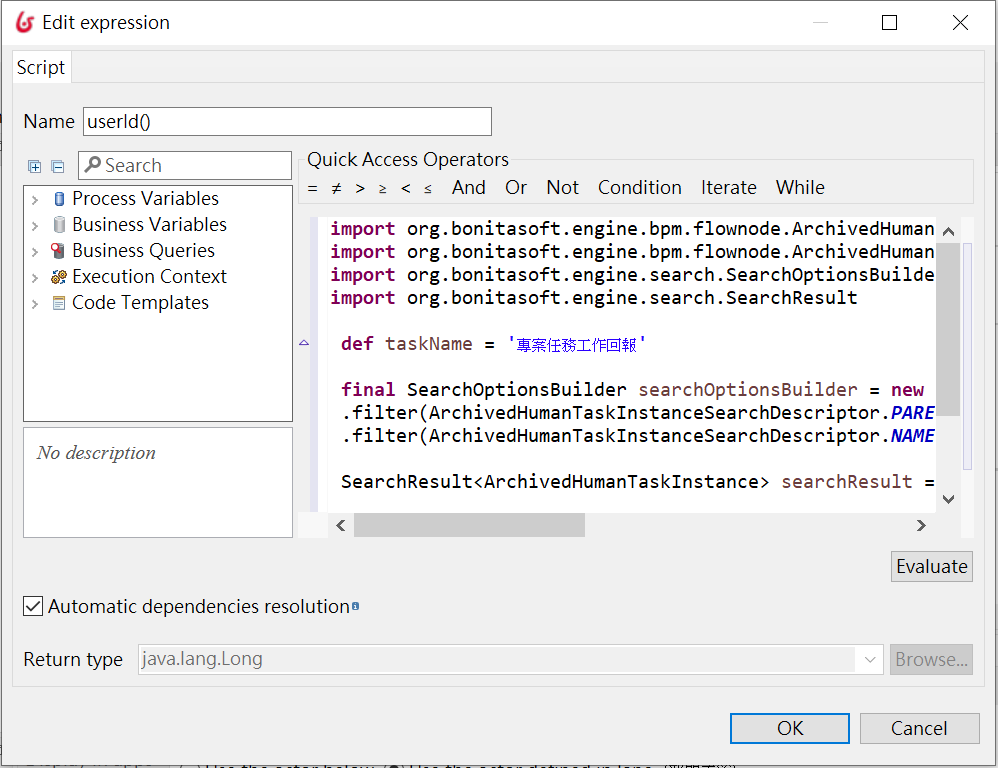 Edit expression
Script
Name userId()
Search
Process Variables
Business Variables
Business Queries
Execution Context
Code Templates
No description
Quick Access Operators
= ≠ > ≥ < ≤ And Or Not Condition Iterate While
import org.bonitasoft.engine.bpm.flownode.ArchivedHuman
import org.bonitasoft.engine.bpm.flownode.ArchivedHuman
import org.bonitasoft.engine.search.SearchOptionsBuilde
import org.bonitasoft.engine.search.SearchResult
def taskName = '專案任務工作回報'
final SearchOptionsBuilder searchOptionsBuilder = new
.filter(ArchivedHumanTaskInstanceSearchDescriptor.PARE
.filter(ArchivedHumanTaskInstanceSearchDescriptor.NAME
SearchResult<ArchivedHumanTaskInstance> searchResult =
Evaluate
Automatic dependencies resolution
Return type java.lang.Long Browse...
OK Cancel